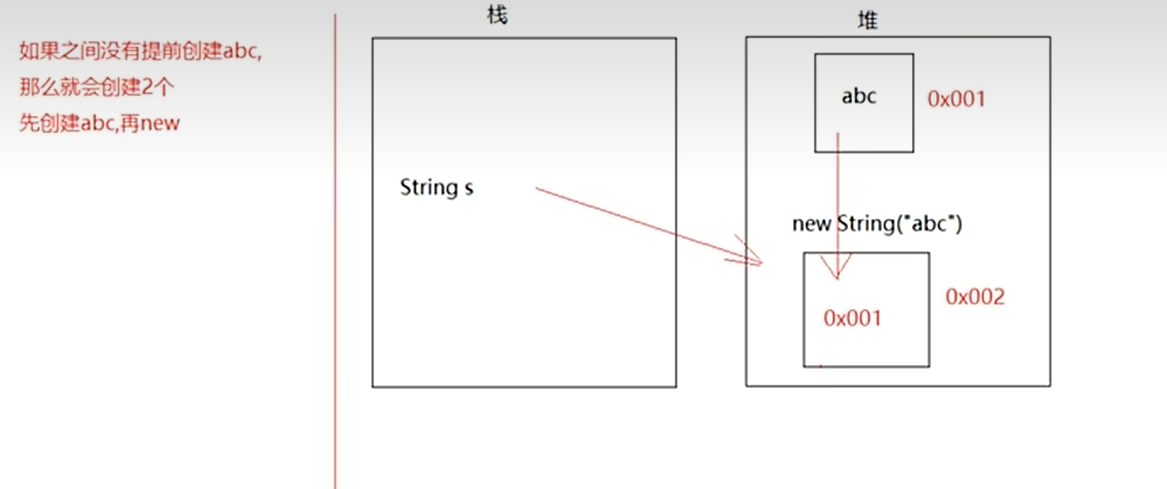 如果之间没有提前创建abc,
那么就会创建2个
先创建abc,再new
栈
String s
堆
abc
0x001
new String("abc")
0x001
0x002